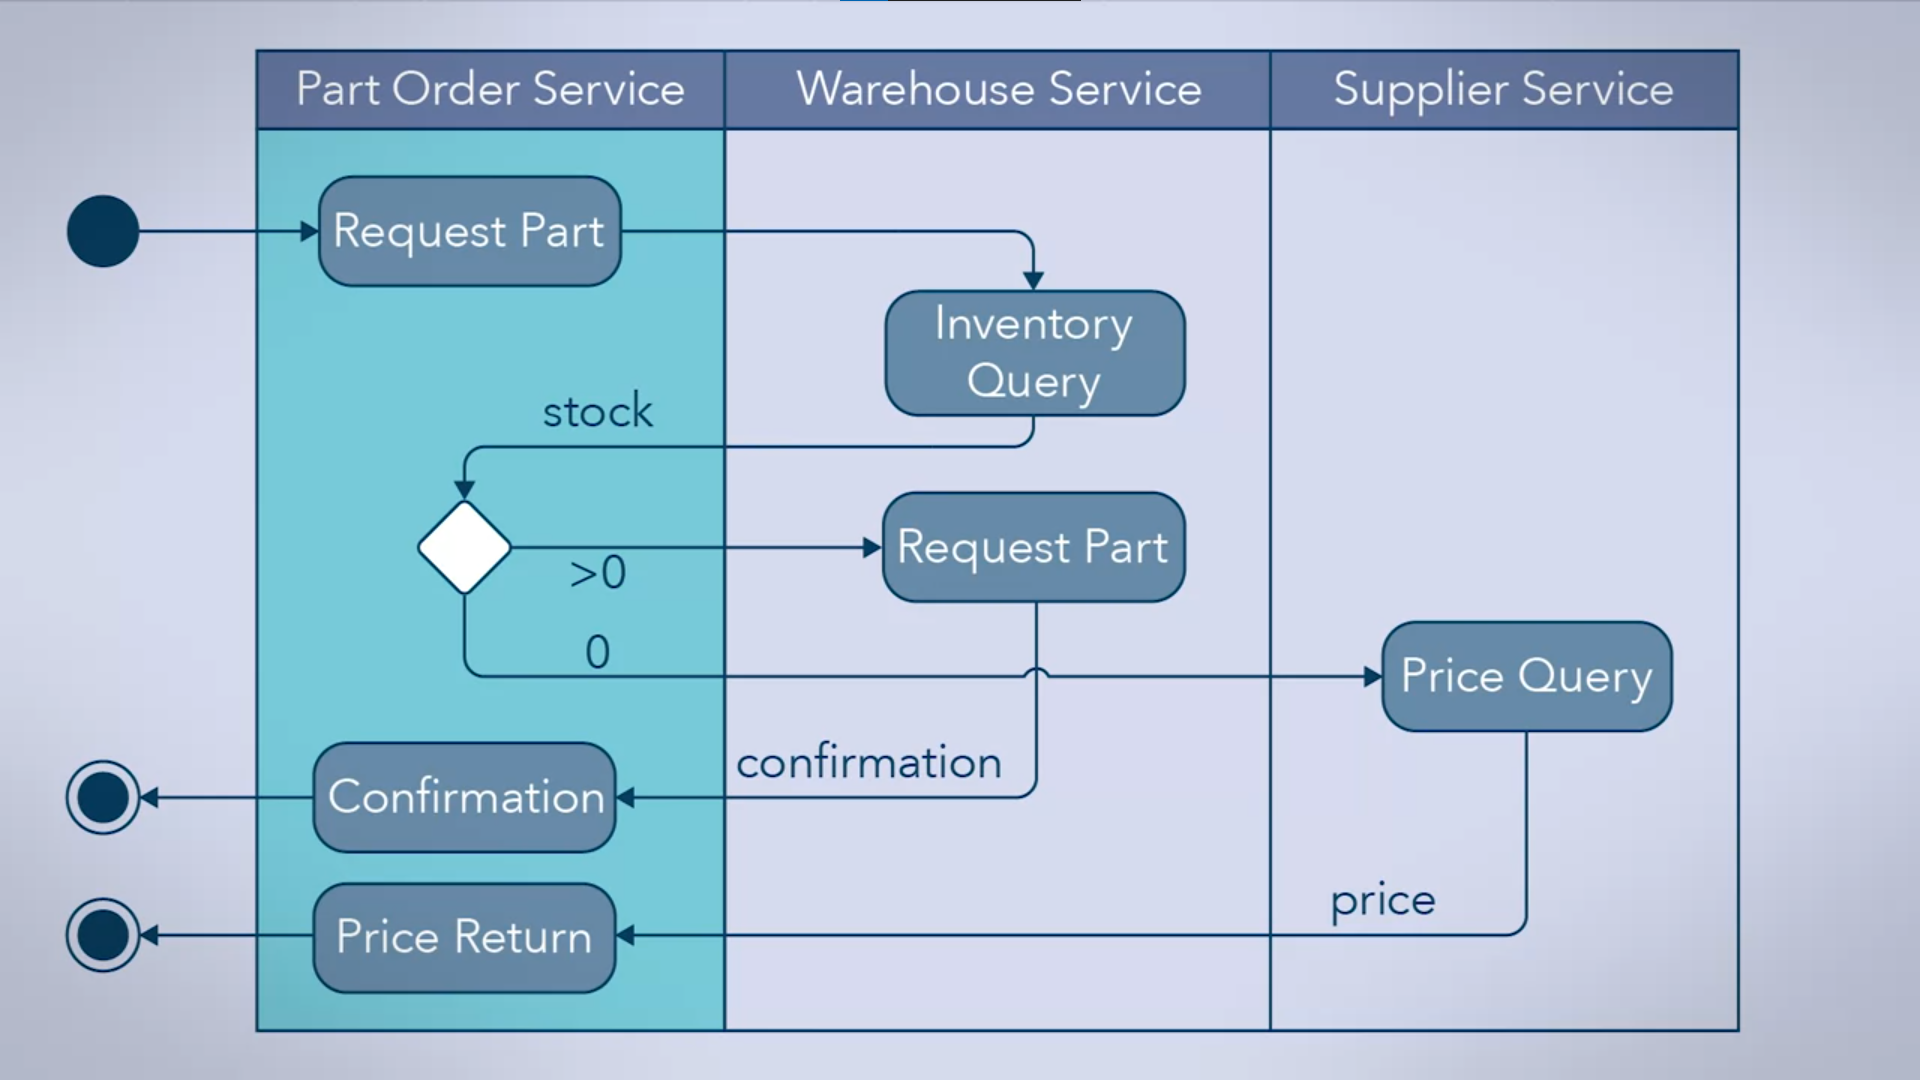 Part Order Service
Warehouse Service
Supplier Service
Request Part
Inventory
Query
stock
Request Part
>0
0
Price Query
confirmation
Confirmation
price
Price Return